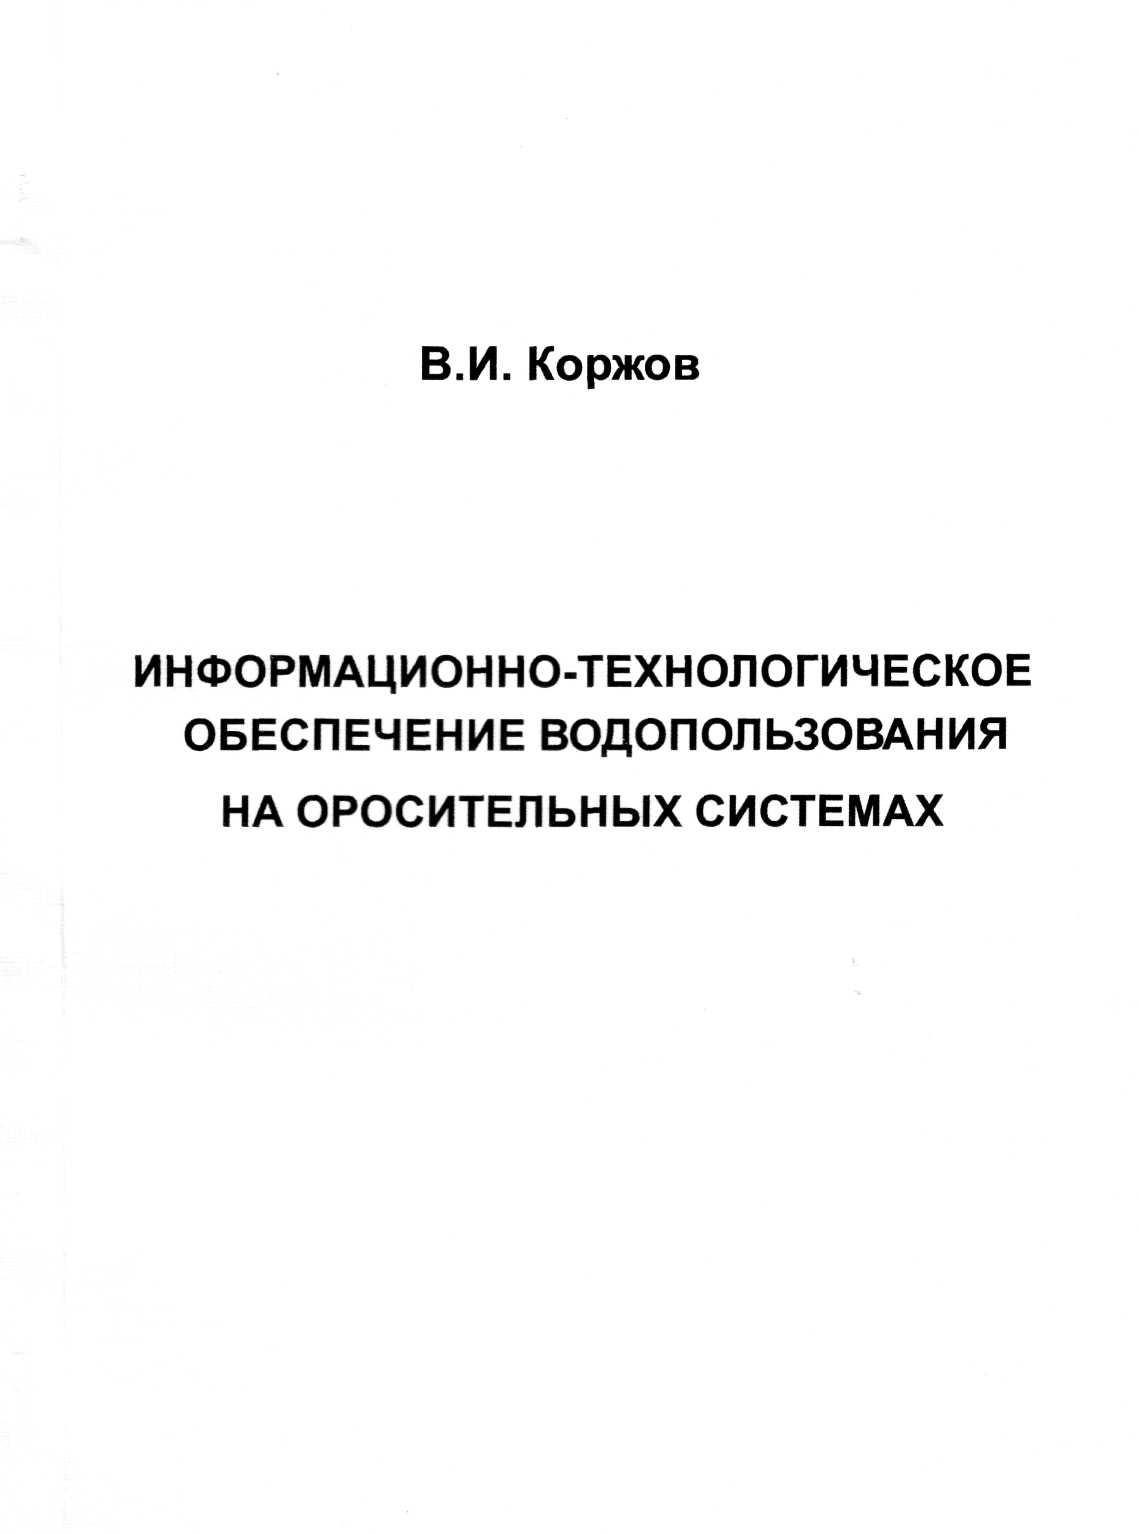 В.И. Коржов
ИНФОРМАЦИОННО-ТЕХНОЛОГИЧЕСКОЕ
ОБЕСПЕЧЕНИЕ ВОДОПОЛЬЗОВАНИЯ
НА ОРОСИТЕЛЬНЫХ СИСТЕМАХ